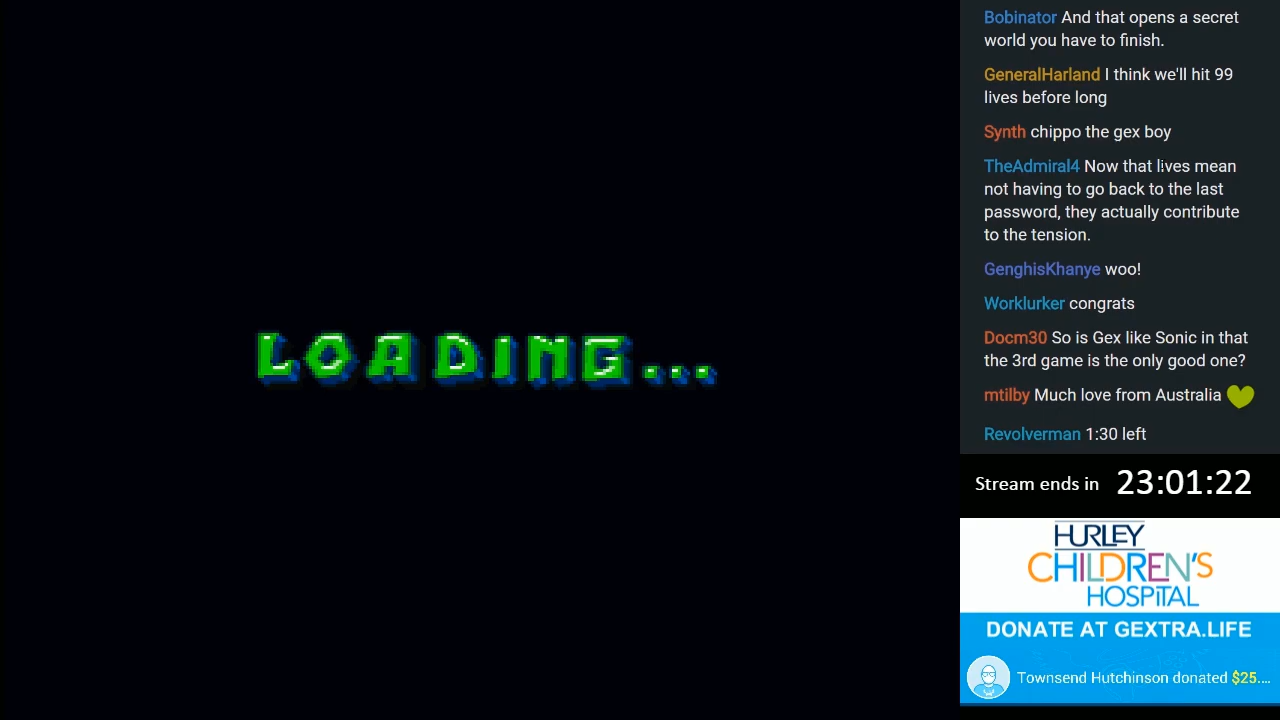 Bobinator And that opens a secret
world you have to finish.
GeneralHarland I think we'll hit 99
lives before long
Synth chippo the gex boy
TheAdmiral4 Now that lives mean
not having to go back to the last
password, they actually contribute
to the tension.
GenghisKhanye woo!
Worklurker congrats
Docm30 So is Gex like Sonic in that
the 3rd game is the only good one?
mtilby Much love from Australia
Revolverman 1:30 left
LOADING...
Stream ends in 23:01:22
HURLEY
CHILDREN'S
HOSPITAL
DONATE AT GEXTRA.LIFE
Townsend Hutchinson donated $25....